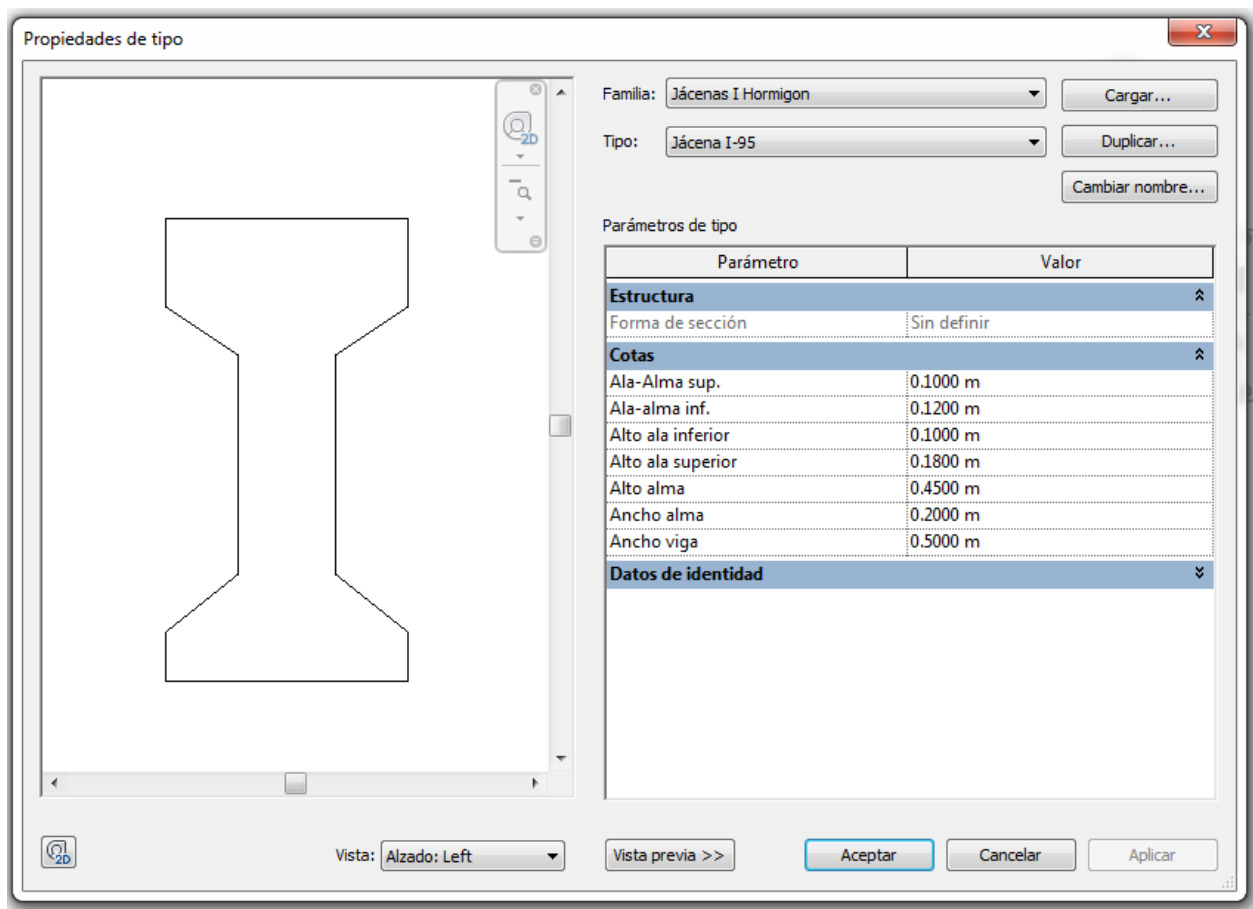 Propiedades de tipo
Familia: Jácenas I Hormigon Cargar...
Tipo: Jácena I-95 Duplicar...
Cambiar nombre...
2D
Parámetros de tipo
Parámetro Valor
Estructura
Forma de sección Sin definir
Cotas
Ala-Alma sup. 0.1000 m
Ala-alma inf. 0.1200 m
Alto ala inferior 0.1000 m
Alto ala superior 0.1800 m
Alto alma 0.4500 m
Ancho alma 0.2000 m
Ancho viga 0.5000 m
Datos de identidad
2D Vista: Alzado: Left Vista previa >> Aceptar Cancelar Aplicar